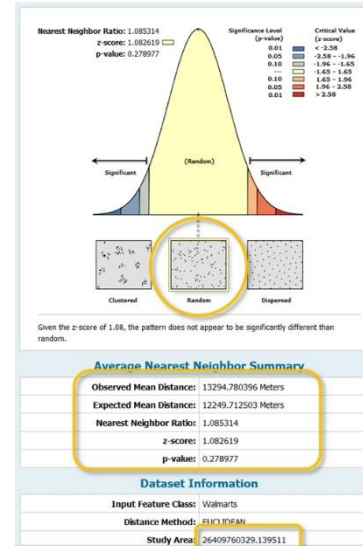 Nearest Neighbor Ratio: 1.085314
z-score: 1.082619
p-value: 0.278977
Significance Level
(p-value)
Critical Value
(z-score)
0.01 < -2.58
0.05 -2.58 - -1.96
0.10 -1.96 - -1.65
--- -1.65 - 1.65
0.10 1.65 - 1.96
0.05 1.96 - 2.58
0.01 > 2.58
(Random)
Significant
Significant
Clustered
Random
Dispersed
Given the z-score of 1.08, the pattern does not appear to be significantly different than
random.
Average Nearest Neighbor Summary
Observed Mean Distance: 13294.780396 Meters
Expected Mean Distance: 12249.712503 Meters
Nearest Neighbor Ratio: 1.085314
z-score: 1.082619
p-value: 0.278977
Dataset Information
Input Feature Class: Walmarts
Distance Method: EUCLIDEAN
Study Area: 26409760329.139511